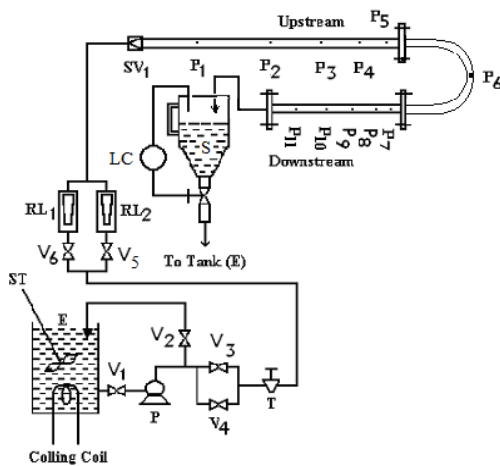 Upstream
P5
SV1
P1
P2
P3
P4
P6
P11
P10
P9
P8
P7
Downstream
S
LC
RL1
RL2
V6
V5
To Tank (E)
ST
E
V2
V1
V3
P
V4
T
Colling Coil